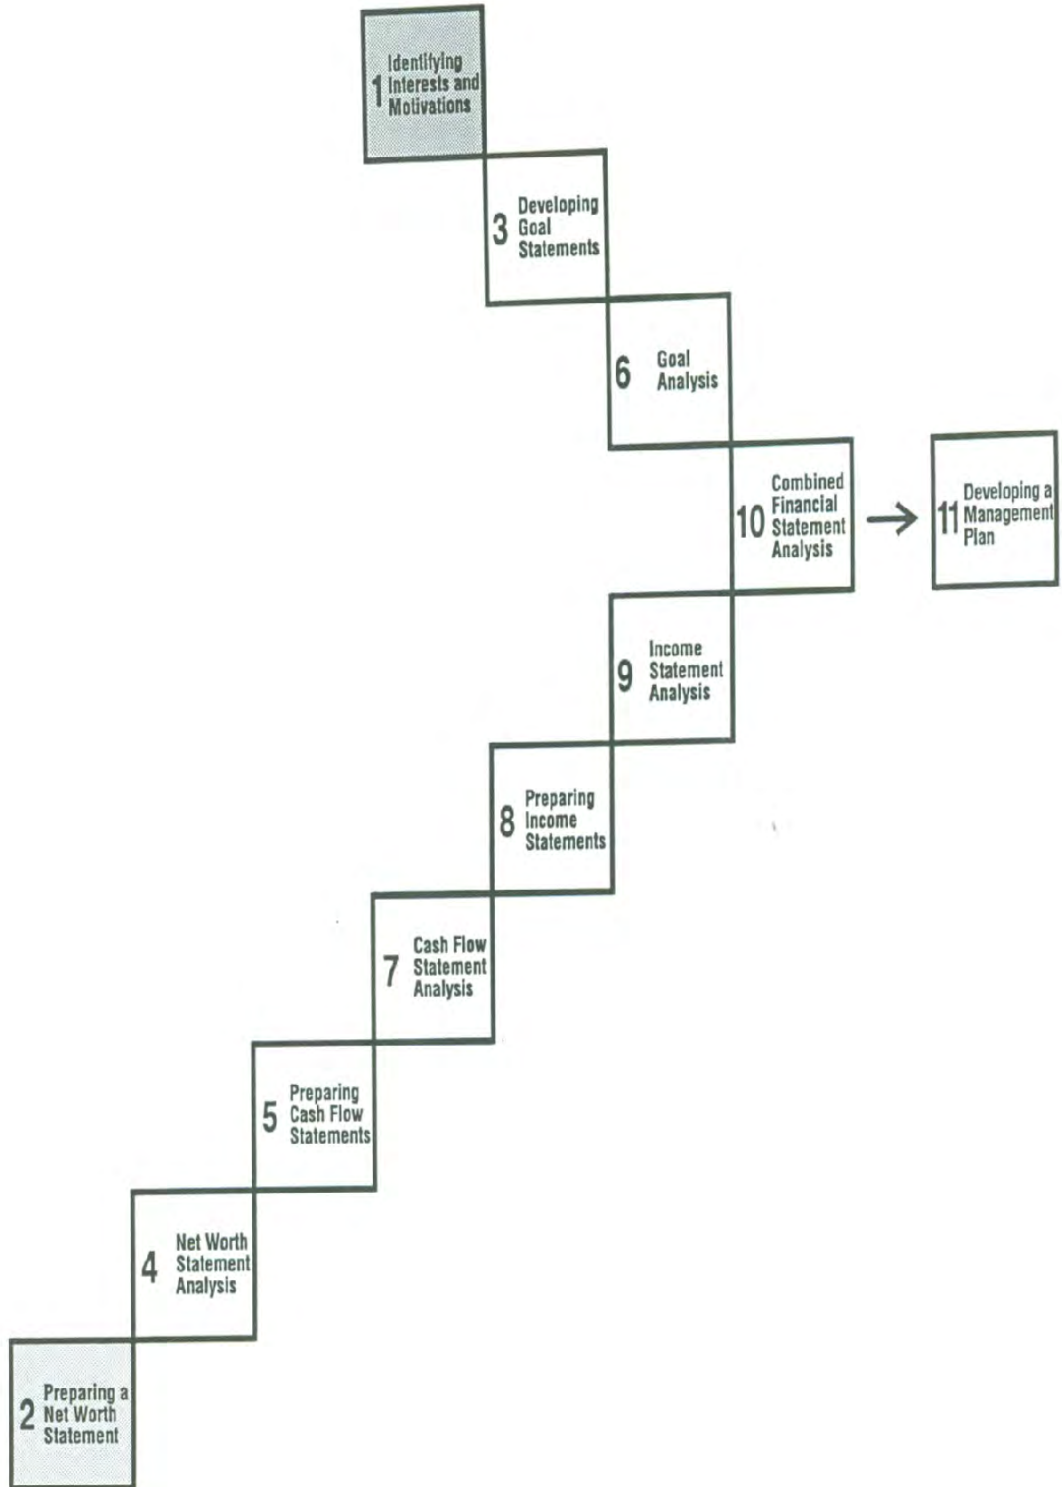 1
Identifying
Interests and
Motivations
3
Developing
Goal
Statements
6
Goal
Analysis
10
Combined
Financial
Statement
Analysis
11
Developing a
Management
Plan
9
Income
Statement
Analysis
8
Preparing
Income
Statements
7
Cash Flow
Statement
Analysis
5
Preparing
Cash Flow
Statements
4
Net Worth
Statement
Analysis
2
Preparing a
Net Worth
Statement